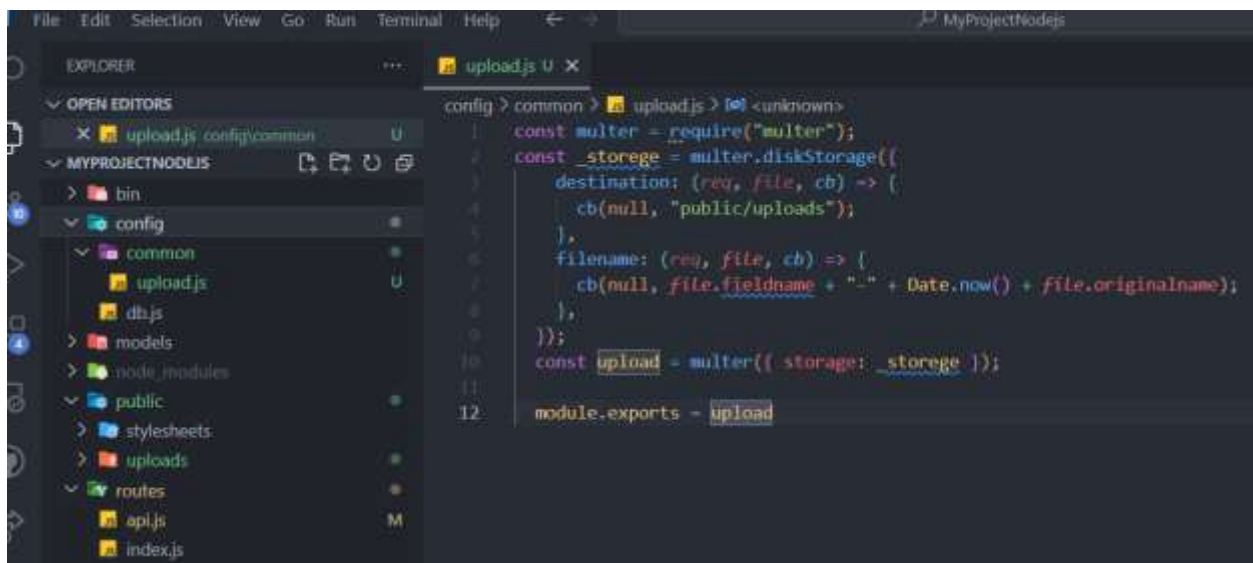 File Edit Selection View Go Run Terminal Help
MyProjectNodejs
EXPLORER
upload.js U
OPEN EDITORS
upload.js config\common U
MYPROJECTNODEJS
bin
config
common
upload.js U
db.js
models
node_modules
public
stylesheets
uploads
routes
api.js M
index.js
config > common > upload.js > <unknown>
1 const multer = require("multer");
2 const _storege = multer.diskStorage({
3 destination: (req, file, cb) => {
4 cb(null, "public/uploads");
5 },
6 filename: (req, file, cb) => {
7 cb(null, file.fieldname + "-" + Date.now() + file.originalname);
8 },
9 });
10 const upload = multer({ storage: _storege });
11
12 module.exports = upload
10
4